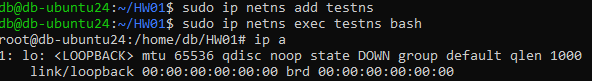 db@db-ubuntu24:~/HW01$ sudo ip netns add testns
db@db-ubuntu24:~/HW01$ sudo ip netns exec testns bash
root@db-ubuntu24:/home/db/HW01# ip a
1: lo: <LOOPBACK> mtu 65536 qdisc noop state DOWN group default qlen 1000
    link/loopback 00:00:00:00:00:00 brd 00:00:00:00:00:00